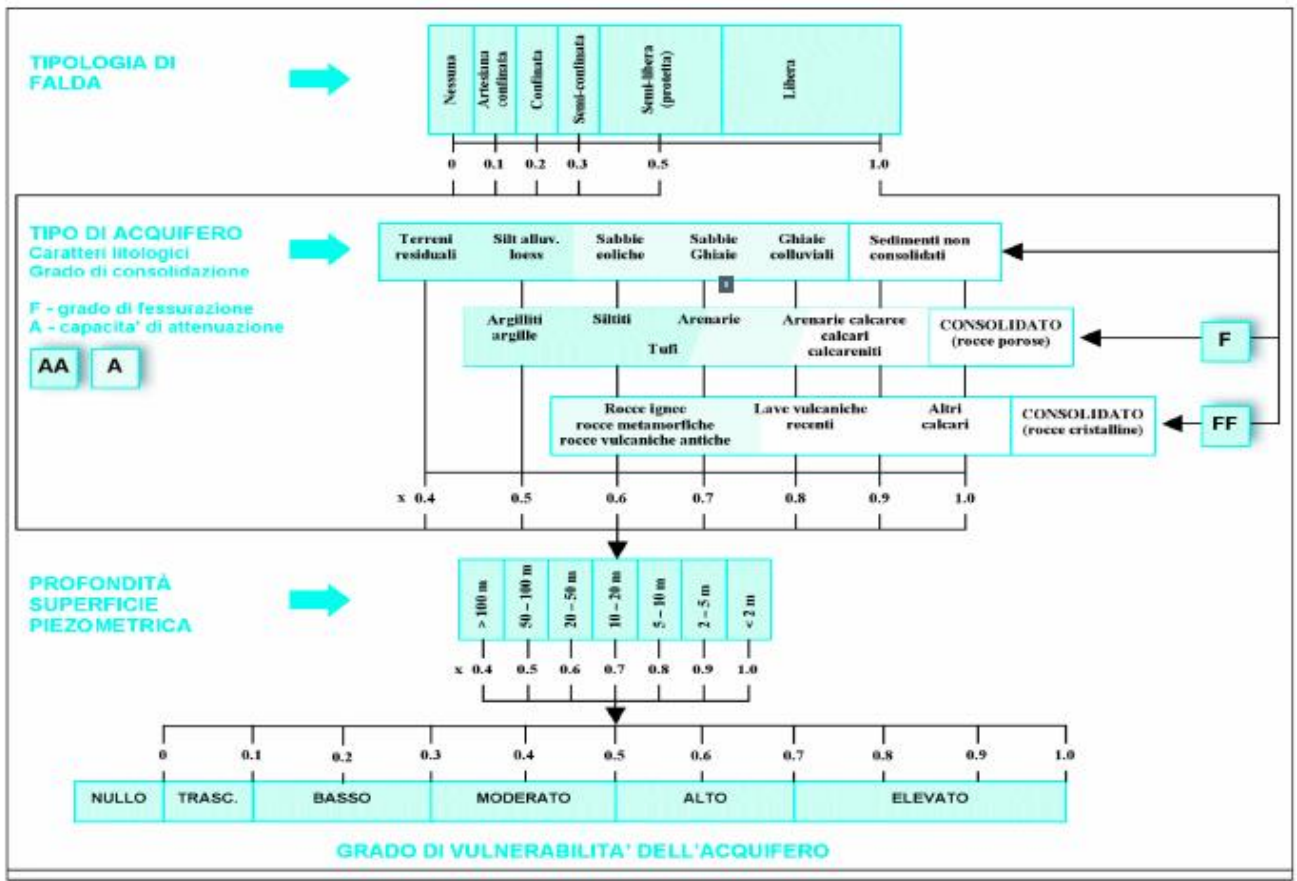 TIPOLOGIA DI
FALDA
Nessuna
Artesiana
confinata
Confinata
Semi-confinata
Semi-libera
(protetta)
Libera
0 0.1 0.2 0.3 0.5 1.0
TIPO DI ACQUIFERO
Caratteri litologici
Grado di consolidazione
F - grado di fessurazione
A - capacita' di attenuazione
AA A
Terreni
residuali
Silt alluv.
loess
Sabbie
eoliche
Sabbie
Ghiaie
Ghiaie
colluviali
Sedimenti non
consolidati
Argilliti
argille
Siltiti
Tufi
Arenarie
Arenarie calcaree
calcari
calcareniti
CONSOLIDATO
(rocce porose)
F
Rocce ignee
rocce metamorfiche
rocce vulcaniche antiche
Lave vulcaniche
recenti
Altri
calcari
CONSOLIDATO
(rocce cristalline)
FF
x 0.4 0.5 0.6 0.7 0.8 0.9 1.0
PROFONDITÀ
SUPERFICIE
PIEZOMETRICA
> 100 m
50 – 100 m
20 – 50 m
10 – 20 m
5 – 10 m
2 – 5 m
< 2 m
x 0.4 0.5 0.6 0.7 0.8 0.9 1.0
0 0.1 0.2 0.3 0.4 0.5 0.6 0.7 0.8 0.9 1.0
NULLO TRASC. BASSO MODERATO ALTO ELEVATO
GRADO DI VULNERABILITA' DELL'ACQUIFERO